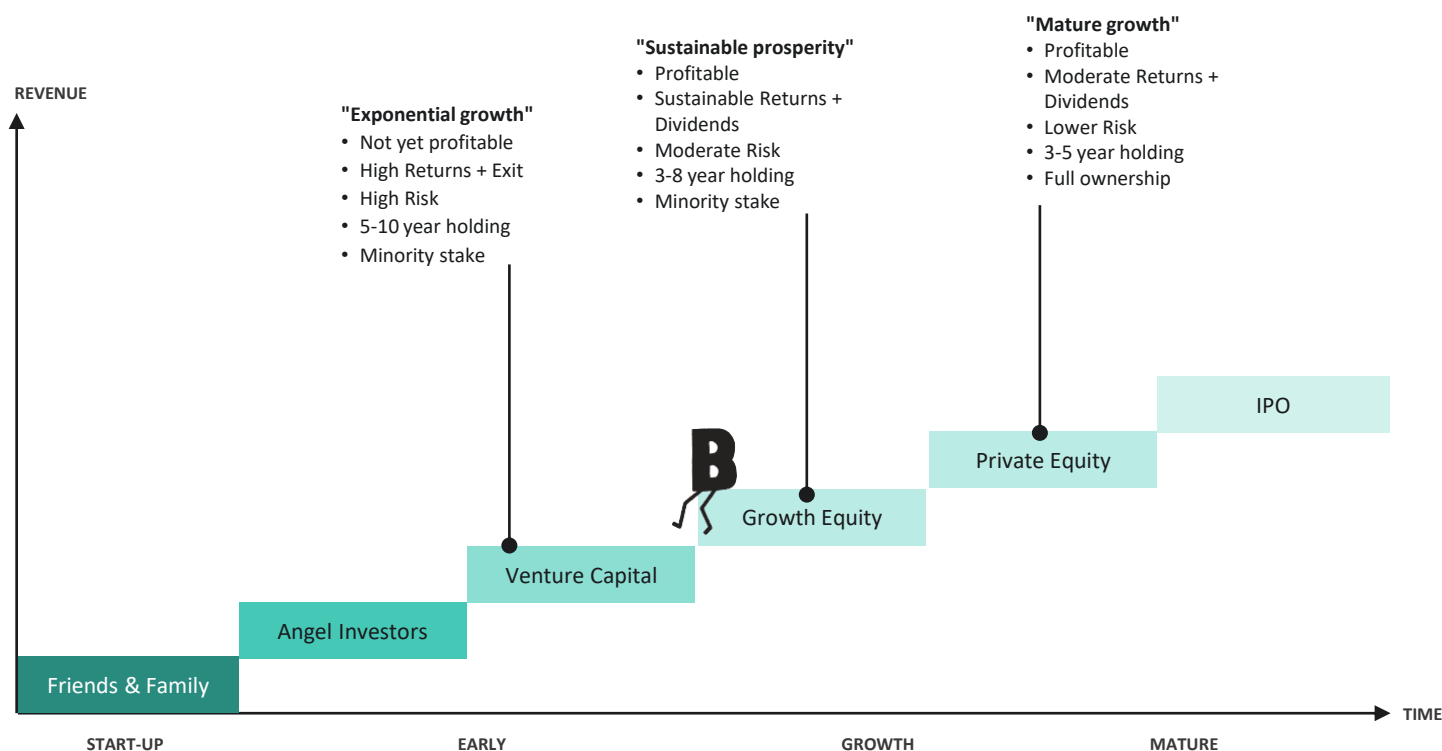 "Mature growth"
• Profitable
• Moderate Returns +
Dividends
• Lower Risk
• 3-5 year holding
• Full ownership
"Sustainable prosperity"
• Profitable
• Sustainable Returns +
Dividends
• Moderate Risk
• 3-8 year holding
• Minority stake
REVENUE
"Exponential growth"
• Not yet profitable
• High Returns + Exit
• High Risk
• 5-10 year holding
• Minority stake
IPO
B
Private Equity
Growth Equity
Venture Capital
Angel Investors
Friends & Family
TIME
START-UP
EARLY
GROWTH
MATURE